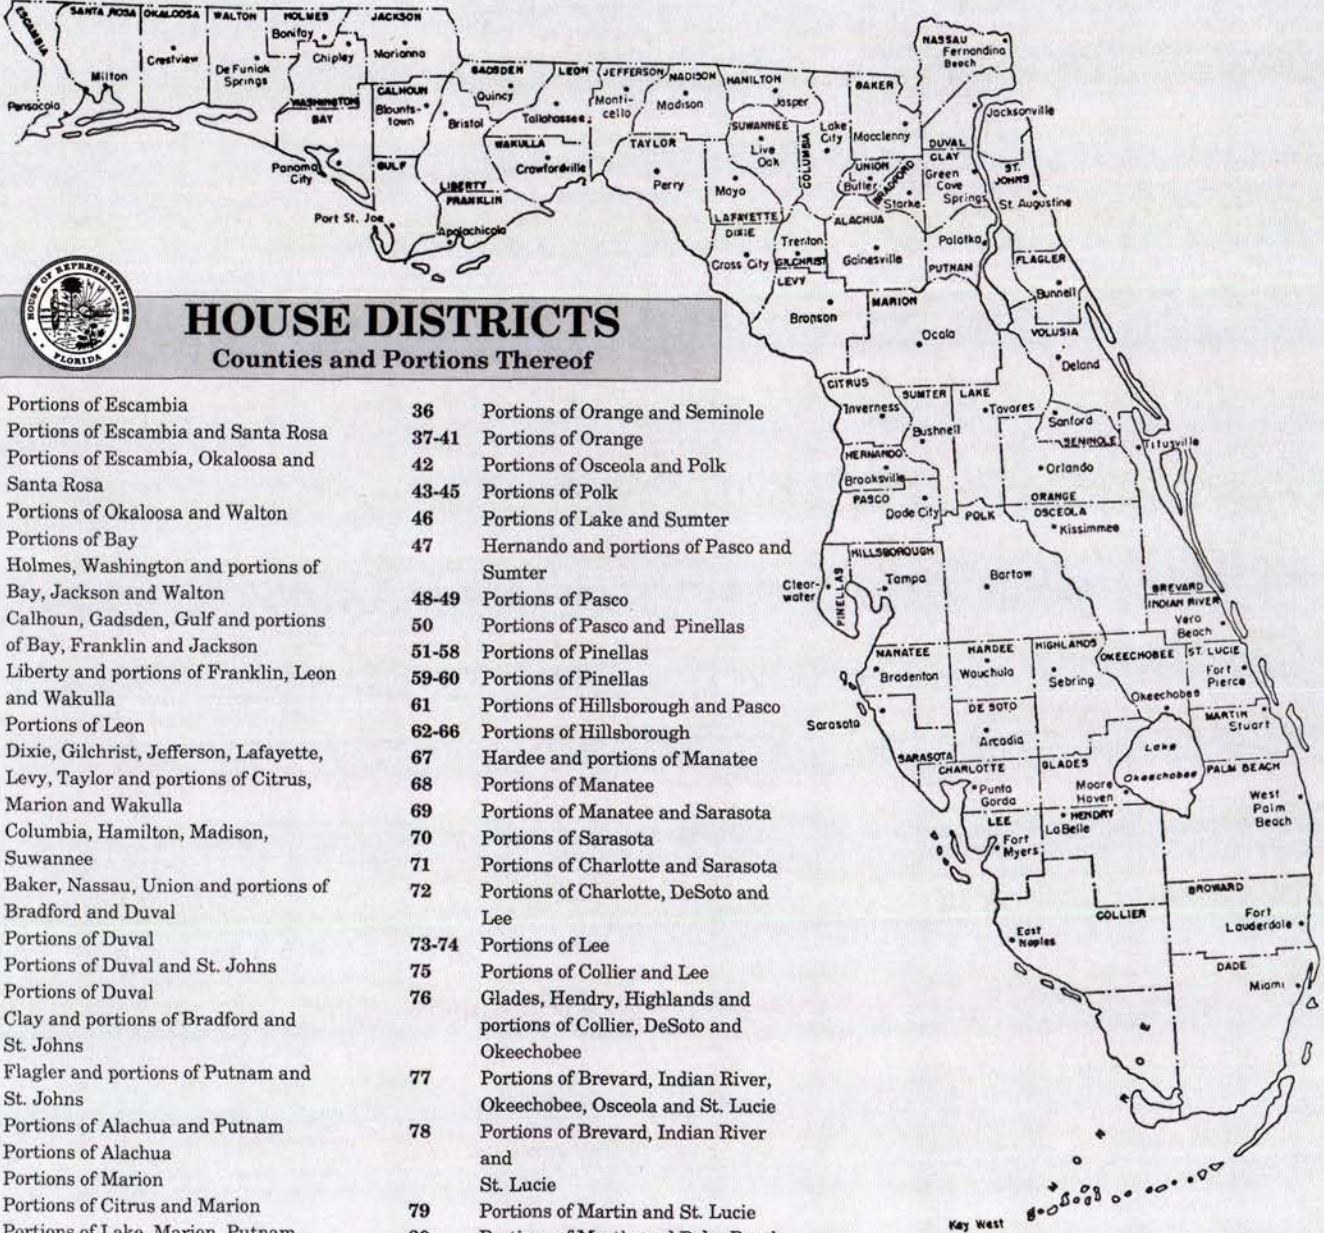 ESCAMBIA
SANTA ROSA
OKALOOSA
WALTON
HOLMES
JACKSON
Bonifay
Crestview
De Funiak
Springs
Chipley
Marianna
Milton
Pensacola
WASHINGTON
BAY
CALHOUN
Blounts-
town
GADSDEN
Quincy
Bristol
LEON
Tallahassee
JEFFERSON
Monti-
cello
MADISON
Madison
HAMILTON
Jasper
BAKER
NASSAU
Fernandina
Beach
Jacksonville
WAKULLA
Crawfordville
TAYLOR
Perry
SUWANNEE
Live
Oak
COLUMBIA
Lake
City
Macclenny
DUVAL
CLAY
Green
Cove
Springs
ST.
JOHNS
St. Augustine
UNION
Butler
BRADFORD
Starke
Panama
City
GULF
Port St. Joe
LIBERTY
FRANKLIN
Apalachicola
Mayo
LAFAYETTE
DIXIE
Cross City
Trenton
GILCHRIST
LEVY
ALACHUA
Gainesville
Palatka
PUTNAN
FLAGLER
Bunnell
Bronson
MARION
Ocala
VOLUSIA
Deland
HOUSE OF REPRESENTATIVES
FLORIDA
HOUSE DISTRICTS
Counties and Portions Thereof
Portions of Escambia
Portions of Escambia and Santa Rosa
Portions of Escambia, Okaloosa and
Santa Rosa
Portions of Okaloosa and Walton
Portions of Bay
Holmes, Washington and portions of
Bay, Jackson and Walton
Calhoun, Gadsden, Gulf and portions
of Bay, Franklin and Jackson
Liberty and portions of Franklin, Leon
and Wakulla
Portions of Leon
Dixie, Gilchrist, Jefferson, Lafayette,
Levy, Taylor and portions of Citrus,
Marion and Wakulla
Columbia, Hamilton, Madison,
Suwannee
Baker, Nassau, Union and portions of
Bradford and Duval
Portions of Duval
Portions of Duval and St. Johns
Portions of Duval
Clay and portions of Bradford and
St. Johns
Flagler and portions of Putnam and
St. Johns
Portions of Alachua and Putnam
Portions of Alachua
Portions of Marion
Portions of Citrus and Marion
Portions of Lake, Marion, Putnam
36 Portions of Orange and Seminole
37-41 Portions of Orange
42 Portions of Osceola and Polk
43-45 Portions of Polk
46 Portions of Lake and Sumter
47 Hernando and portions of Pasco and
Sumter
48-49 Portions of Pasco
50 Portions of Pasco and Pinellas
51-58 Portions of Pinellas
59-60 Portions of Pinellas
61 Portions of Hillsborough and Pasco
62-66 Portions of Hillsborough
67 Hardee and portions of Manatee
68 Portions of Manatee
69 Portions of Manatee and Sarasota
70 Portions of Sarasota
71 Portions of Charlotte and Sarasota
72 Portions of Charlotte, DeSoto and
Lee
73-74 Portions of Lee
75 Portions of Collier and Lee
76 Glades, Hendry, Highlands and
portions of Collier, DeSoto and
Okeechobee
77 Portions of Brevard, Indian River,
Okeechobee, Osceola and St. Lucie
78 Portions of Brevard, Indian River
and
St. Lucie
79 Portions of Martin and St. Lucie
CITRUS
Inverness
SUMTER
Bushnell
LAKE
Tavares
Sanford
SEMINOLE
Titusville
HERNANDO
Brooksville
Orlando
PASCO
Dade City
POLK
ORANGE
OSCEOLA
Kissimmee
HILLSBOROUGH
Tampa
Clear-
water
PINELLAS
Bartow
BREVARD
INDIAN RIVER
Vero
Beach
MANATEE
Bradenton
HARDEE
Wauchula
HIGHLANDS
Sebring
OKEECHOBEE
Okeechobee
ST. LUCIE
Fort
Pierce
Sarasota
SARASOTA
DE SOTO
Arcadia
MARTIN
Stuart
Lake
Okeechobee
CHARLOTTE
Punta
Gorda
GLADES
Moore
Haven
PALM BEACH
West
Palm
Beach
LEE
Fort
Myers
HENDRY
LaBelle
COLLIER
East
Naples
BROWARD
Fort
Lauderdale
DADE
Miami
M O N R O E
Key West